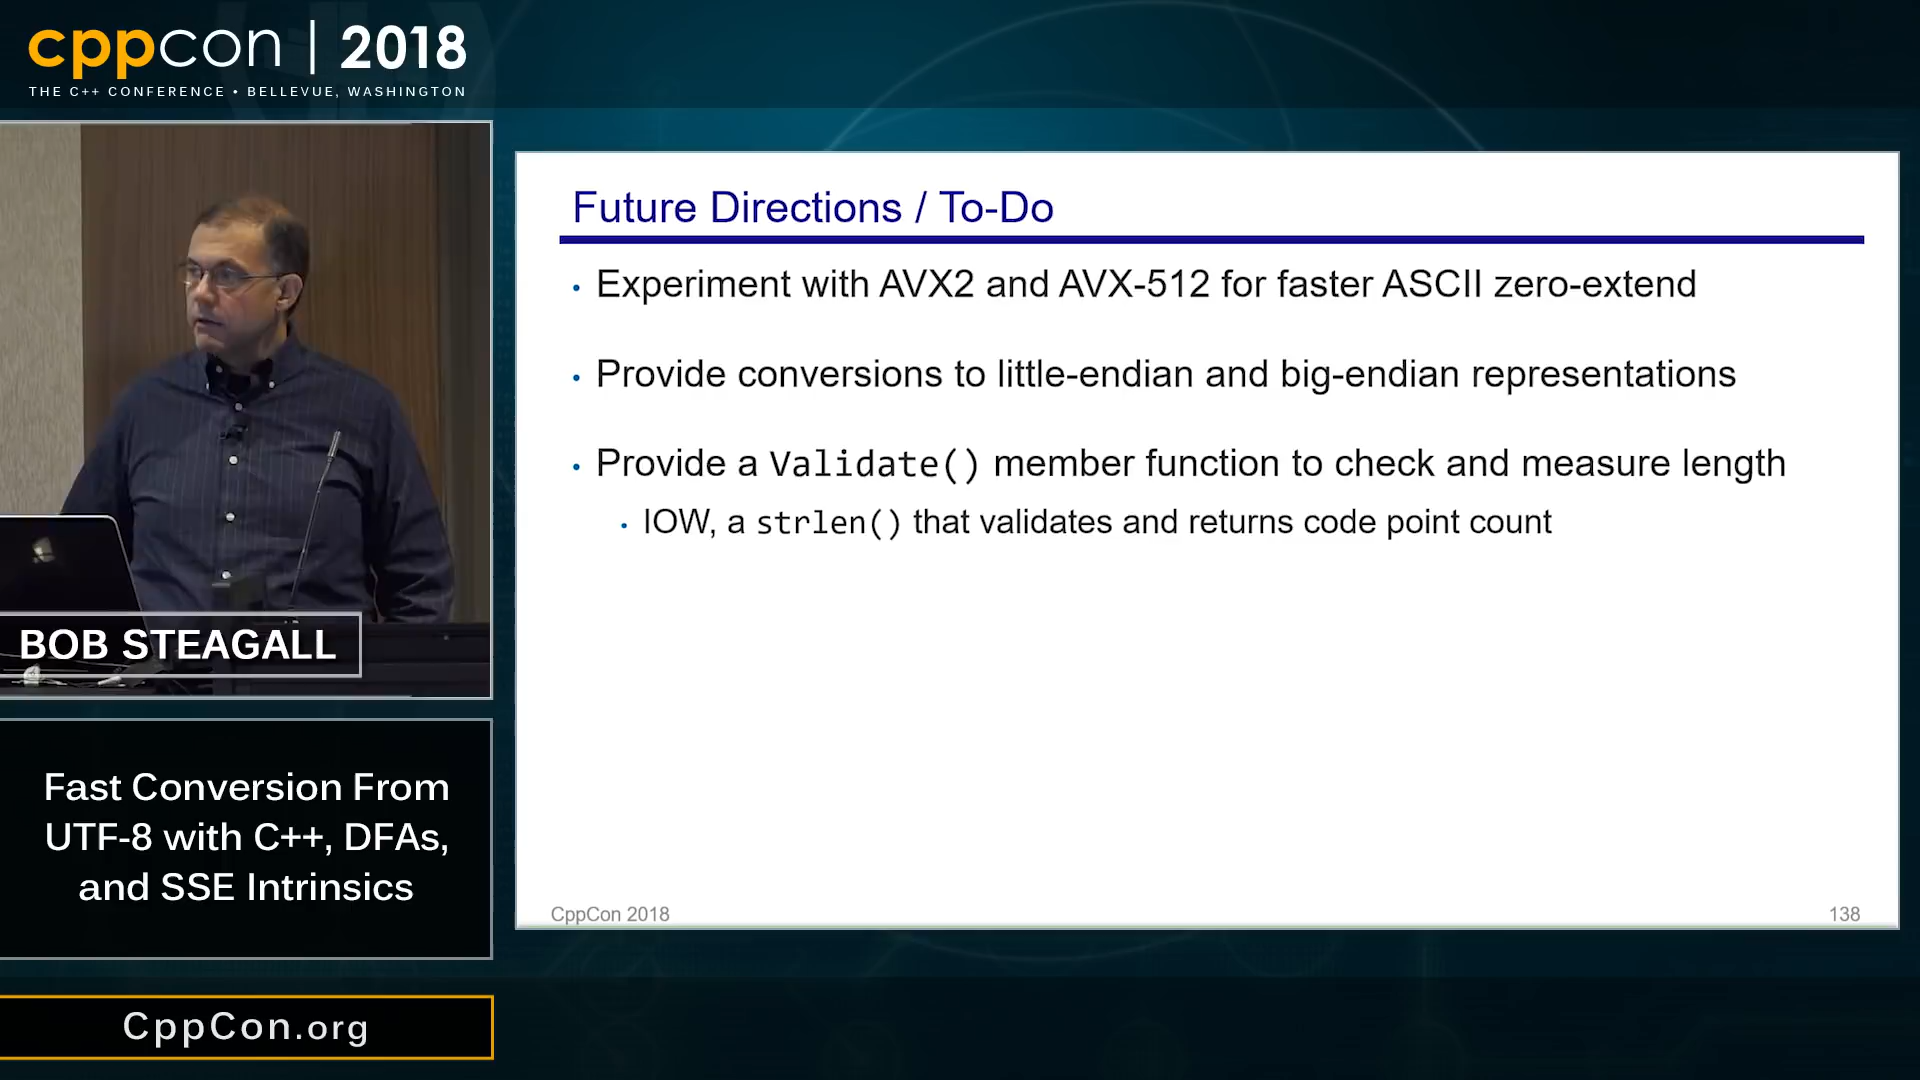 cppcon | 2018
THE C++ CONFERENCE • BELLEVUE, WASHINGTON
BOB STEAGALL
Fast Conversion From
UTF-8 with C++, DFAs,
and SSE Intrinsics
CppCon.org
Future Directions / To-Do
• Experiment with AVX2 and AVX-512 for faster ASCII zero-extend
• Provide conversions to little-endian and big-endian representations
• Provide a Validate() member function to check and measure length
• IOW, a strlen() that validates and returns code point count
CppCon 2018
138